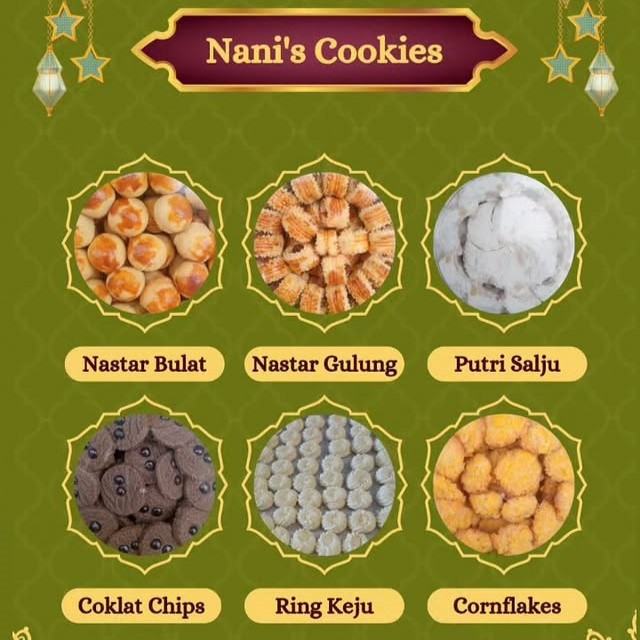 Nani's Cookies
Nastar Bulat
Nastar Gulung
Putri Salju
Coklat Chips
Ring Keju
Cornflakes